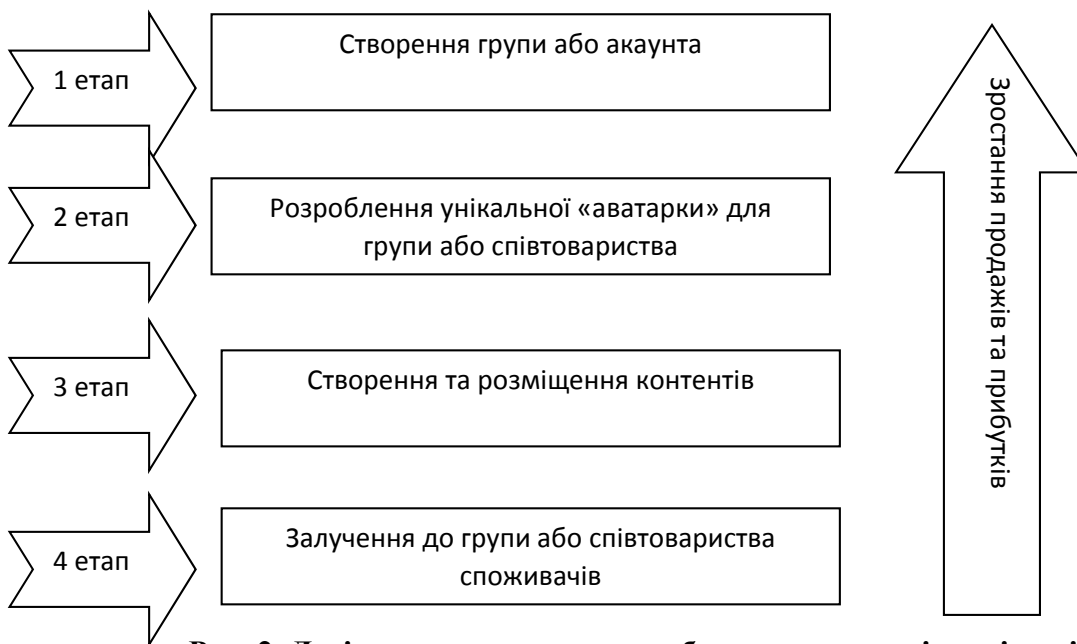 1 етап
Створення групи або акаунта
2 етап
Розроблення унікальної «аватарки» для
групи або співтовариства
3 етап
Створення та розміщення контентів
4 етап
Залучення до групи або співтовариства
споживачів
Зростання продажів та прибутків